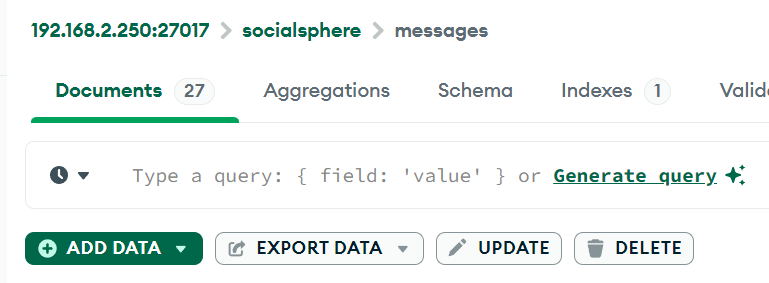 192.168.2.250:27017 > socialsphere > messages
Documents 27 Aggregations Schema Indexes 1 Valid
Type a query: { field: 'value' } or Generate query
ADD DATA EXPORT DATA UPDATE DELETE